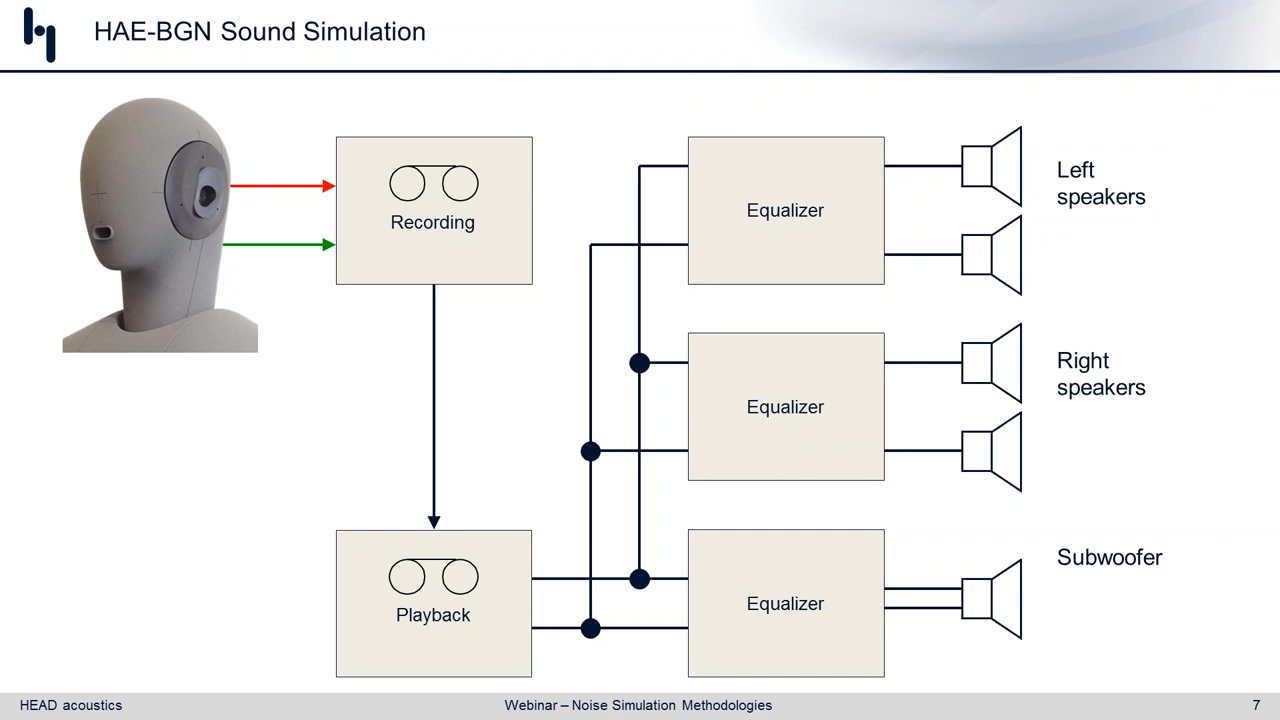 HAE-BGN Sound Simulation
Recording
Equalizer
Left
speakers
Equalizer
Right
speakers
Playback
Equalizer
Subwoofer
HEAD acoustics
Webinar – Noise Simulation Methodologies
7